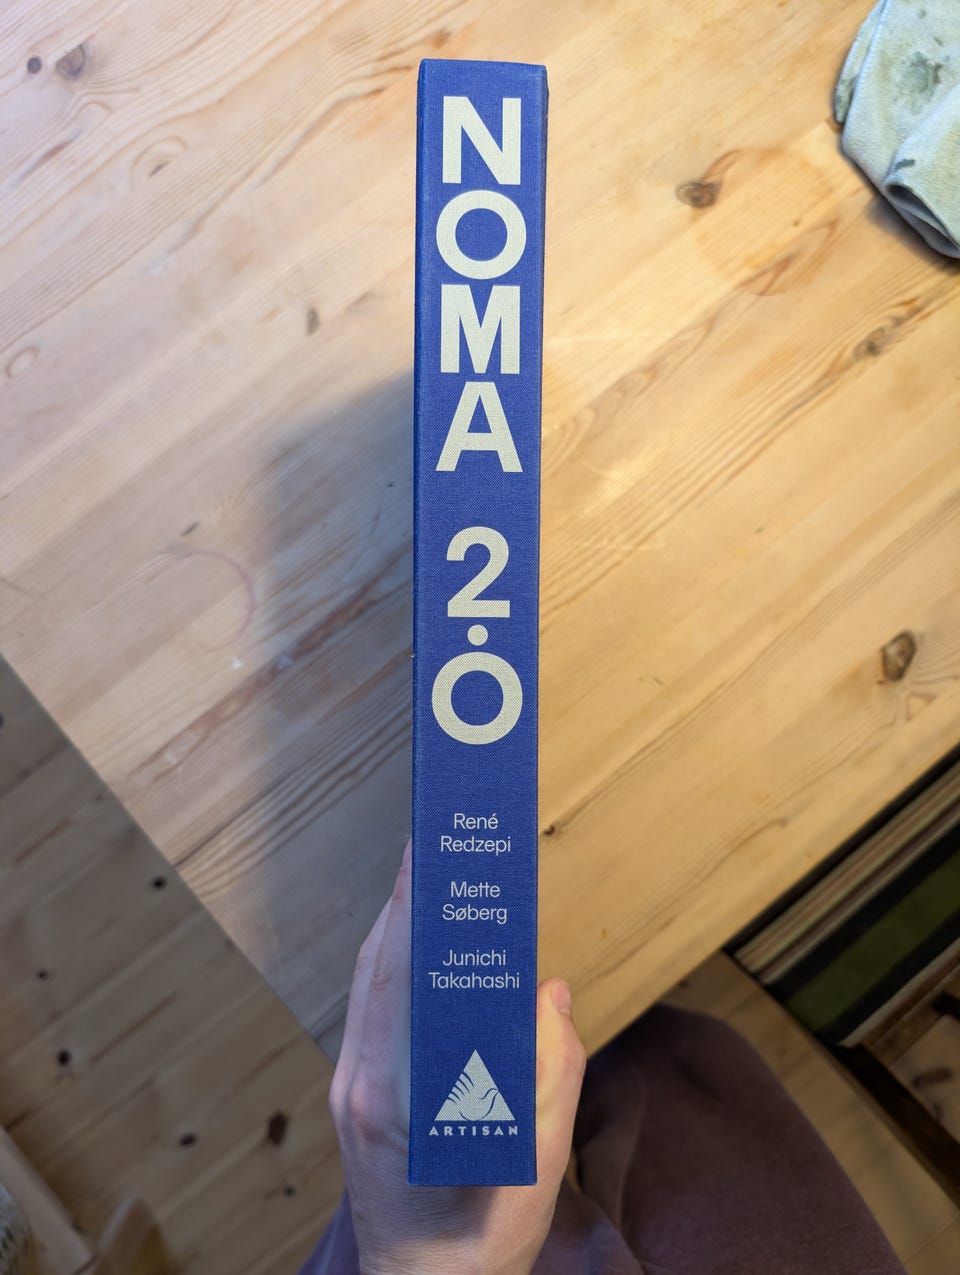 NOMA
2.0
René
Redzepi
Mette
Søberg
Junichi
Takahashi
ARTISAN